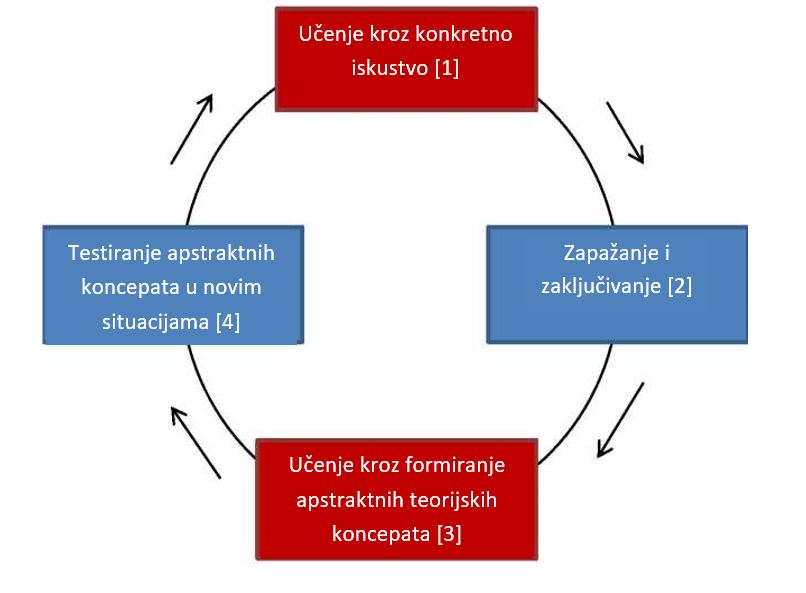 Učenje kroz konkretno
iskustvo [1]
Zapažanje i
zaključivanje [2]
Učenje kroz formiranje
apstraktnih teorijskih
koncepata [3]
Testiranje apstraktnih
koncepata u novim
situacijama [4]